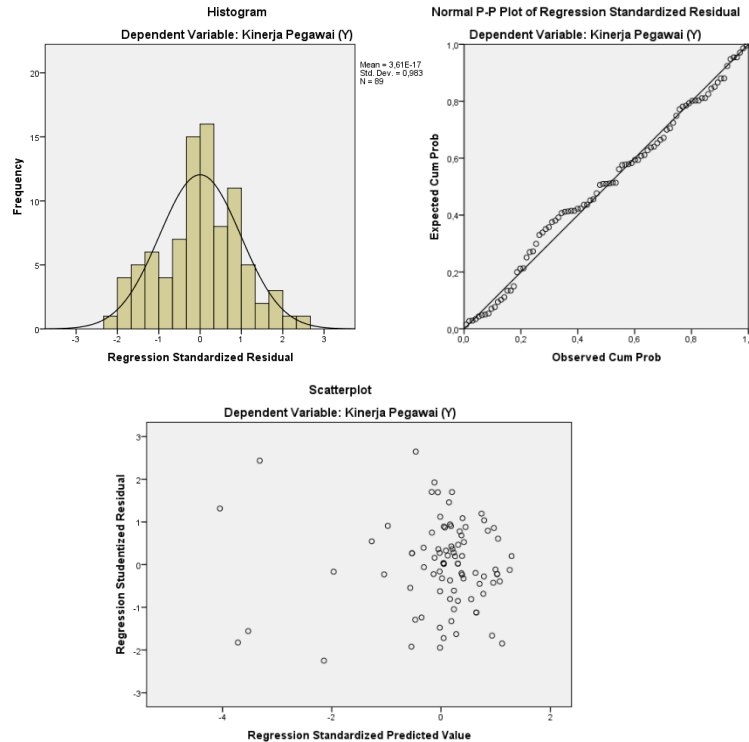 Histogram
Dependent Variable: Kinerja Pegawai (Y)
Mean = 3,61E-17
Std. Dev. = 0,983
N = 89
Frequency
20
15
10
5
0
-3 -2 -1 0 1 2 3
Regression Standardized Residual
Normal P-P Plot of Regression Standardized Residual
Dependent Variable: Kinerja Pegawai (Y)
Expected Cum Prob
1,0
0,8
0,6
0,4
0,2
0,0
0,0 0,2 0,4 0,6 0,8 1,0
Observed Cum Prob
Scatterplot
Dependent Variable: Kinerja Pegawai (Y)
Regression Studentized Residual
3
2
1
0
-1
-2
-3
-4 -2 0 2
Regression Standardized Predicted Value